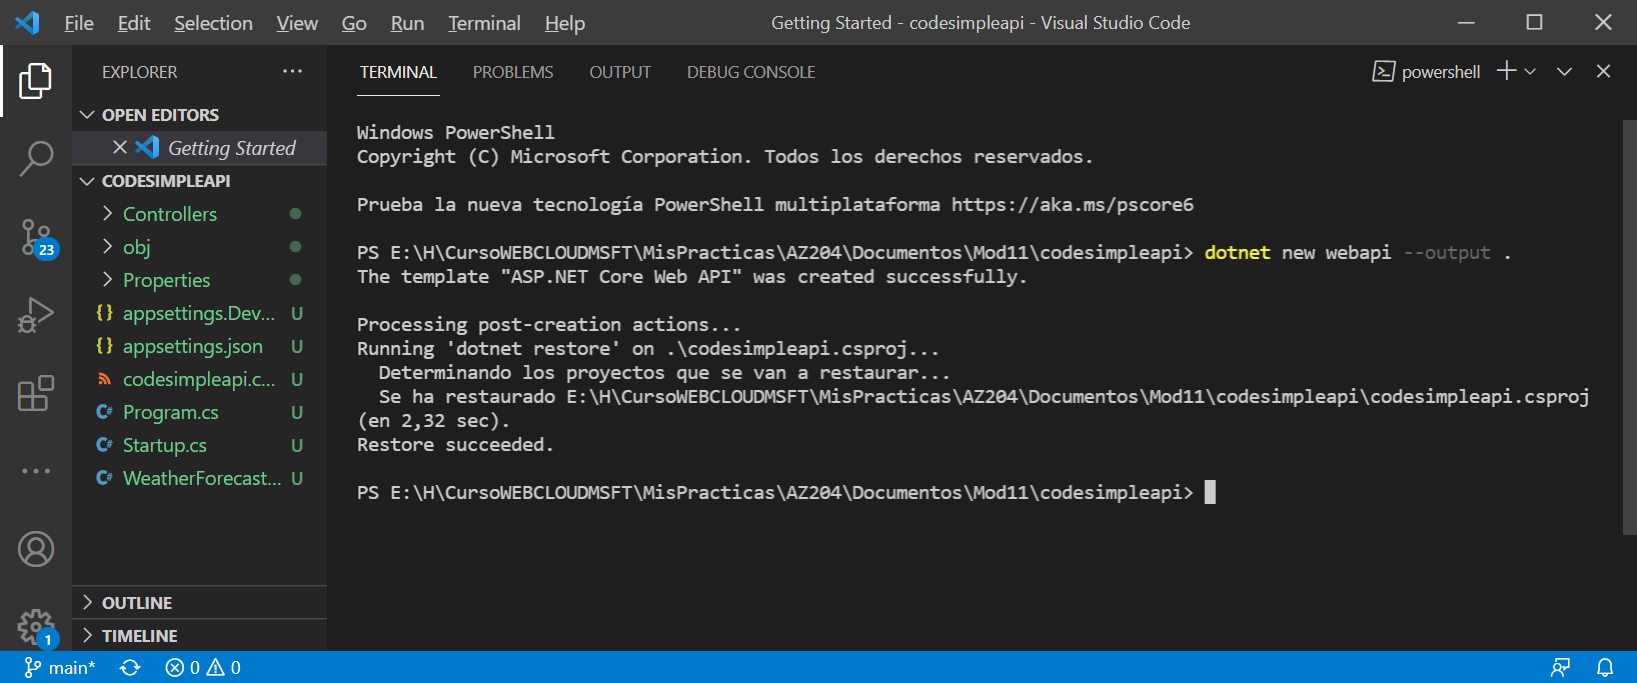 File Edit Selection View Go Run Terminal Help Getting Started - codesimpleapi - Visual Studio Code
EXPLORER
OPEN EDITORS
Getting Started
CODESIMPLEAPI
Controllers
obj
Properties
{} appsettings.Dev... U
{} appsettings.json U
codesimpleapi.c... U
C# Program.cs U
C# Startup.cs U
C# WeatherForecast... U
OUTLINE
TIMELINE
23
1
TERMINAL PROBLEMS OUTPUT DEBUG CONSOLE powershell
Windows PowerShell
Copyright (C) Microsoft Corporation. Todos los derechos reservados.
Prueba la nueva tecnología PowerShell multiplataforma https://aka.ms/pscore6
PS E:\H\CursoWEBCLOUDMSFT\MisPracticas\AZ204\Documentos\Mod11\codesimpleapi> dotnet new webapi --output .
The template "ASP.NET Core Web API" was created successfully.
Processing post-creation actions...
Running 'dotnet restore' on .\codesimpleapi.csproj...
Determinando los proyectos que se van a restaurar...
Se ha restaurado E:\H\CursoWEBCLOUDMSFT\MisPracticas\AZ204\Documentos\Mod11\codesimpleapi\codesimpleapi.csproj
(en 2,32 sec).
Restore succeeded.
PS E:\H\CursoWEBCLOUDMSFT\MisPracticas\AZ204\Documentos\Mod11\codesimpleapi>
main* 0 0